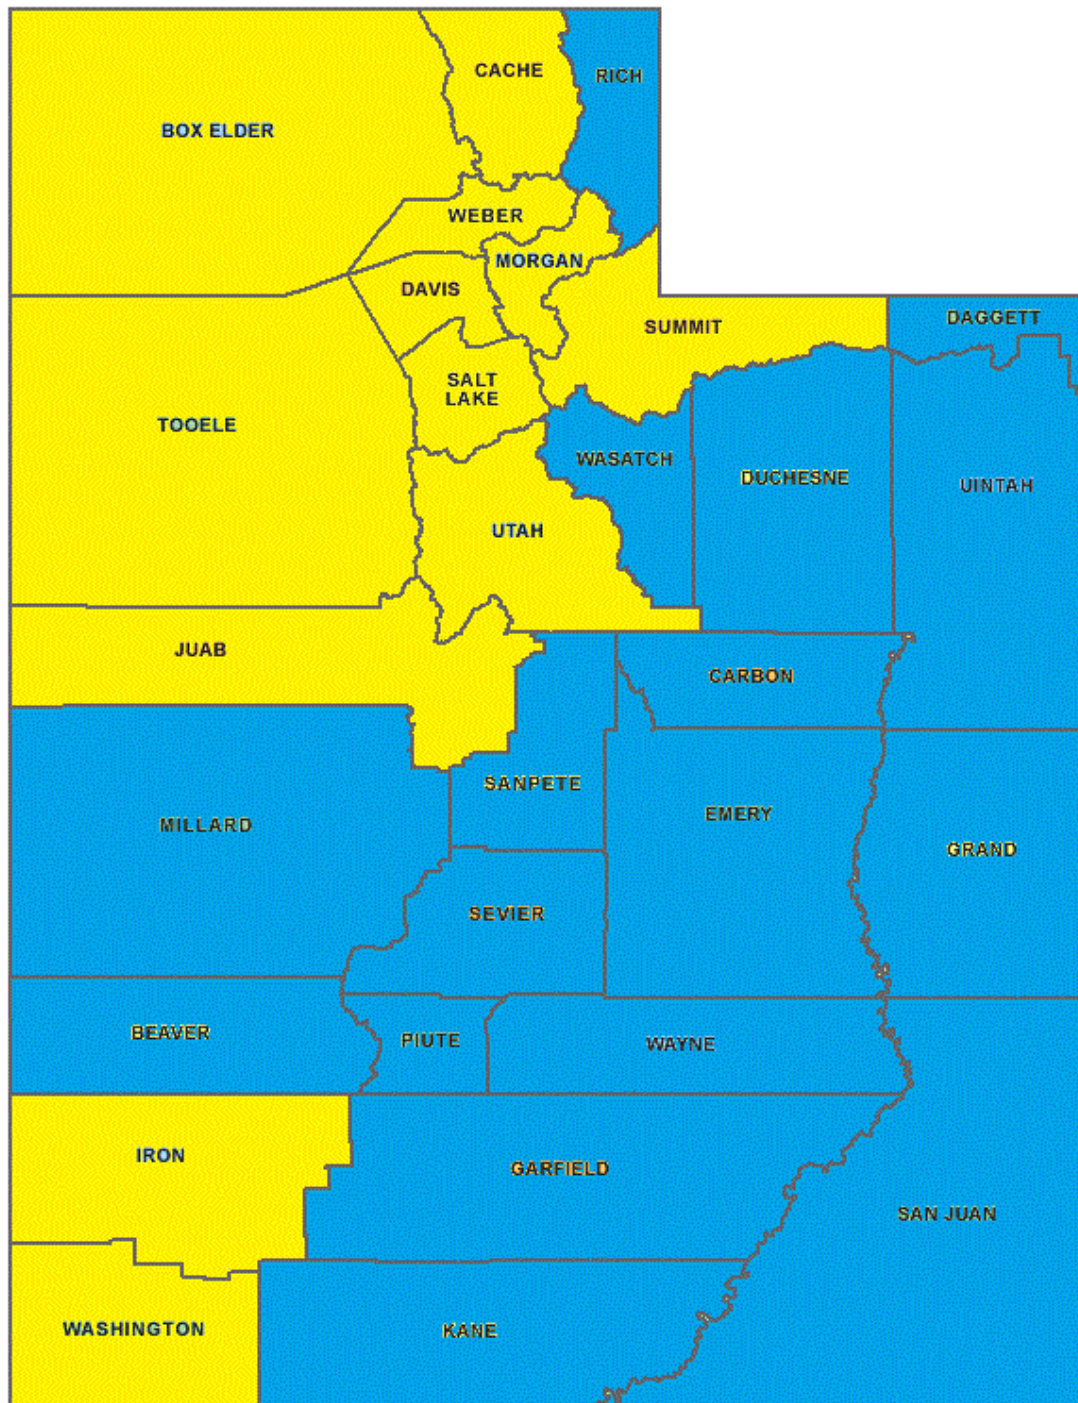 CACHE
RICH
BOX ELDER
WEBER
MORGAN
DAVIS
SUMMIT
DAGGETT
SALT
LAKE
TOOELE
WASATCH
DUCHESNE
UINTAH
UTAH
JUAB
CARBON
SANPETE
EMERY
MILLARD
GRAND
SEVIER
BEAVER
PIUTE
WAYNE
IRON
GARFIELD
SAN JUAN
WASHINGTON
KANE